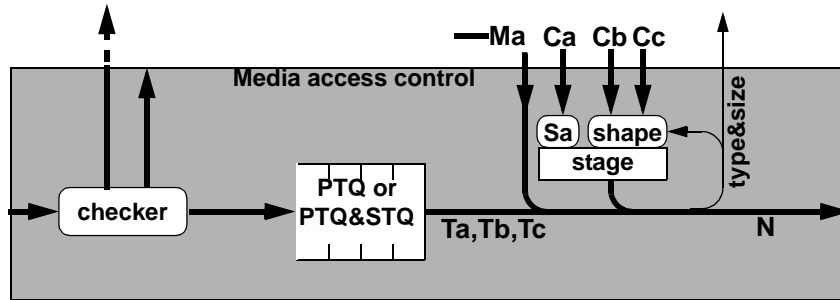 Ma Ca Cb Cc
Media access control
type&size
Sa shape
stage
PTQ or
PTQ&STQ
checker
Ta,Tb,Tc
N